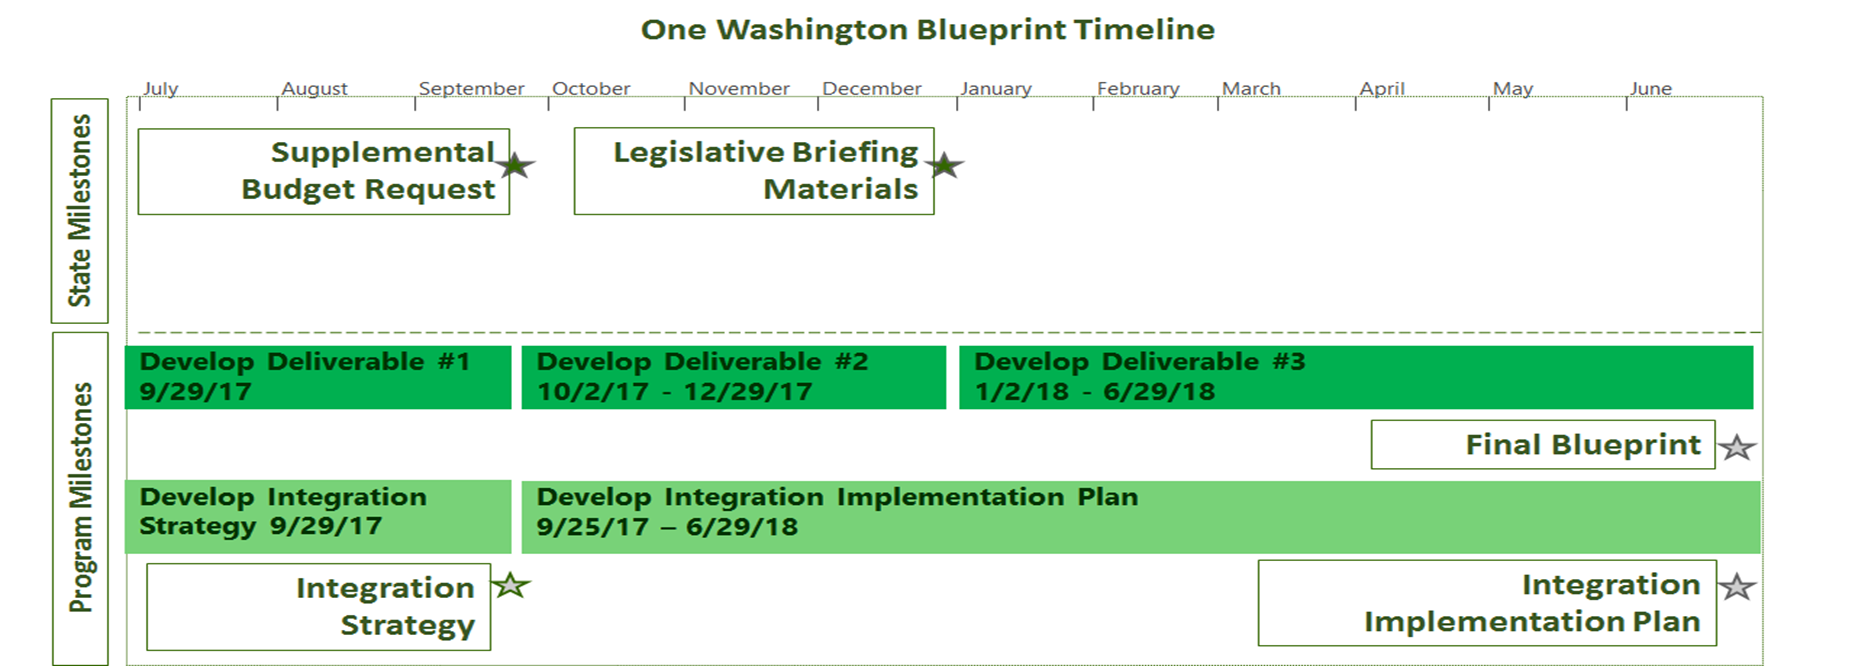 One Washington Blueprint Timeline
July August September October November December January February March April May June
State Milestones
Supplemental
Budget Request
Legislative Briefing
Materials
Program Milestones
Develop Deliverable #1
9/29/17
Develop Deliverable #2
10/2/17 - 12/29/17
Develop Deliverable #3
1/2/18 - 6/29/18
Final Blueprint
Develop Integration
Strategy 9/29/17
Develop Integration Implementation Plan
9/25/17 – 6/29/18
Integration
Strategy
Integration
Implementation Plan